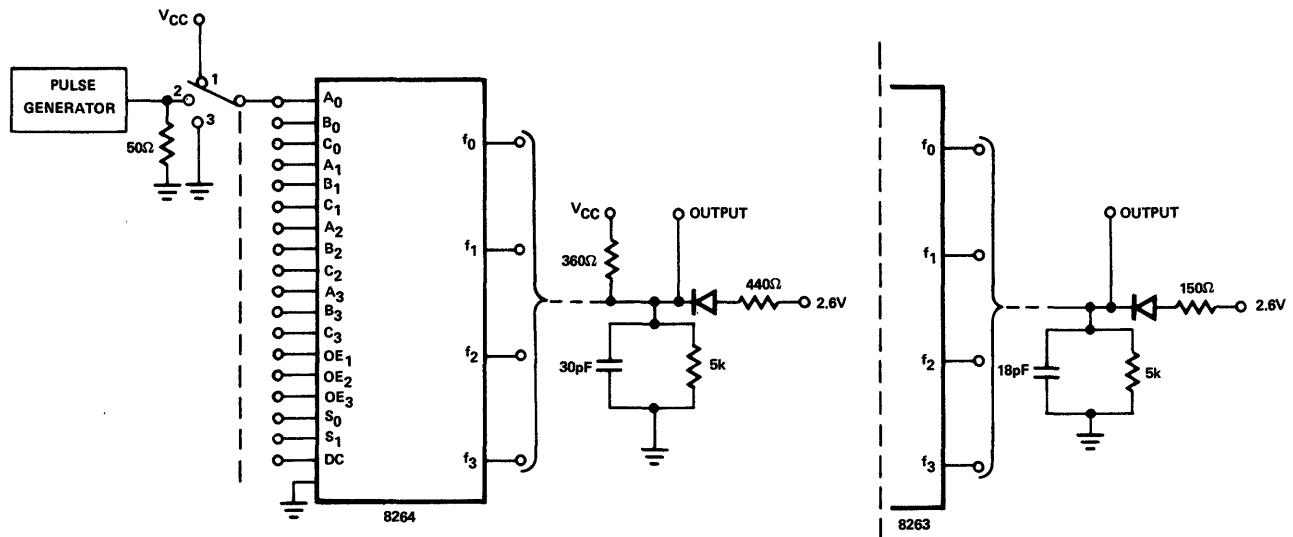 VCC
PULSE
GENERATOR
1
2
3
50Ω
A0
B0
C0
A1
B1
C1
A2
B2
C2
A3
B3
C3
OE1
OE2
OE3
S0
S1
DC
f0
f1
f2
f3
8264
VCC
OUTPUT
360Ω
440Ω
2.6V
30pF
5k
f0
f1
f2
f3
8263
OUTPUT
150Ω
2.6V
18pF
5k